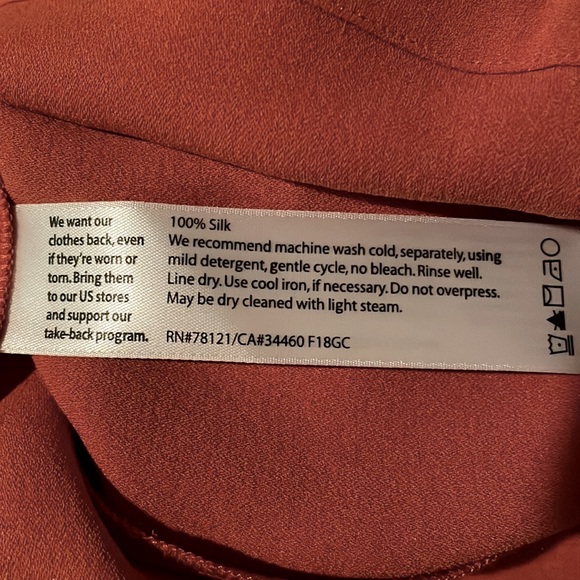 We want our
clothes back, even
if they're worn or
torn. Bring them
to our US stores
and support our
take-back program.
100% Silk
We recommend machine wash cold, separately, using
mild detergent, gentle cycle, no bleach. Rinse well.
Line dry. Use cool iron, if necessary. Do not overpress.
May be dry cleaned with light steam.
RN#78121/CA#34460 F18GC